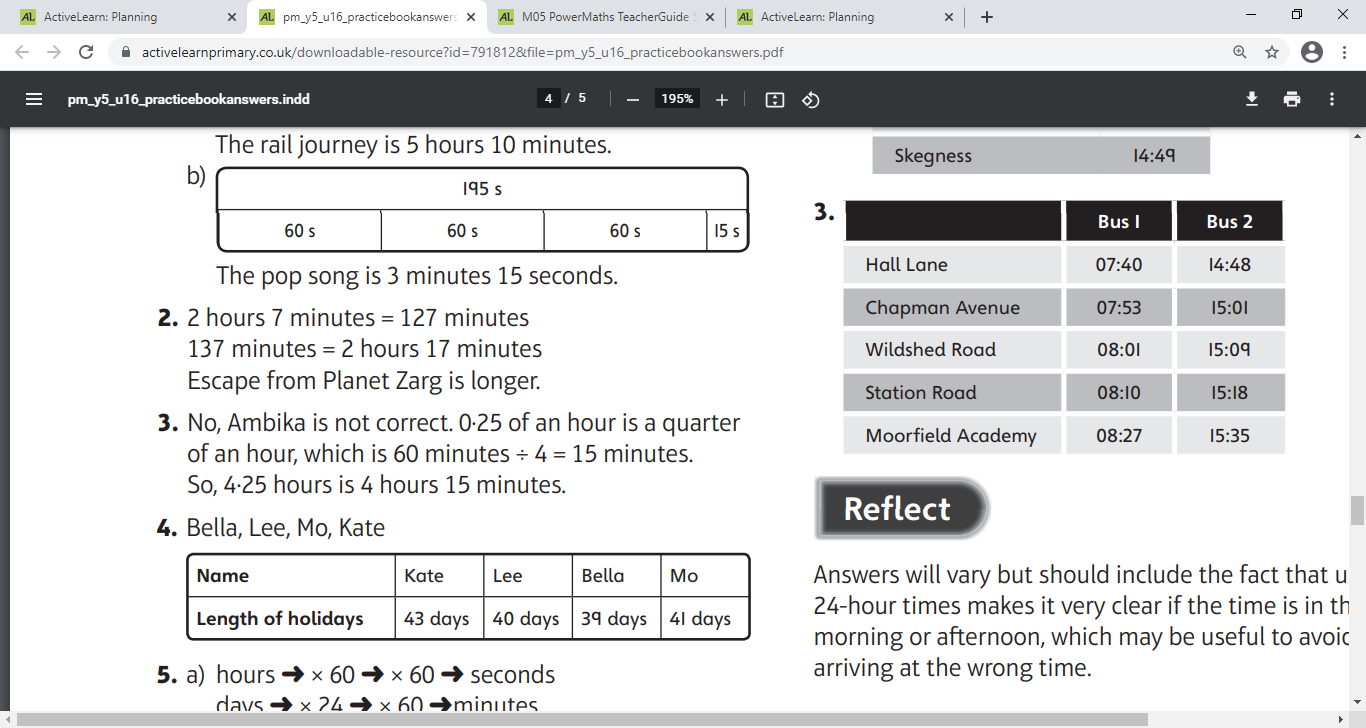 ActiveLearn: Planning
pm_y5_u16_practicebookanswers
M05 PowerMaths TeacherGuide 5
ActiveLearn: Planning
activelearnprimary.co.uk/downloadable-resource?id=791812&file=pm_y5_u16_practicebookanswers.pdf
pm_y5_u16_practicebookanswers.indd
4 / 5
195%
The rail journey is 5 hours 10 minutes.
b)
195 s
60 s 60 s 60 s 15 s
The pop song is 3 minutes 15 seconds.
2. 2 hours 7 minutes = 127 minutes
137 minutes = 2 hours 17 minutes
Escape from Planet Zarg is longer.
3. No, Ambika is not correct. 0·25 of an hour is a quarter
of an hour, which is 60 minutes ÷ 4 = 15 minutes.
So, 4·25 hours is 4 hours 15 minutes.
4. Bella, Lee, Mo, Kate
Name Kate Lee Bella Mo
Length of holidays 43 days 40 days 39 days 41 days
5. a) hours ➜ × 60 ➜ × 60 ➜ seconds
days ➜ × 24 ➜ × 60 ➜ minutes
Skegness 14:49
3.
Bus 1 Bus 2
Hall Lane 07:40 14:48
Chapman Avenue 07:53 15:01
Wildshed Road 08:01 15:09
Station Road 08:10 15:18
Moorfield Academy 08:27 15:35
Reflect
Answers will vary but should include the fact that u
24-hour times makes it very clear if the time is in th
morning or afternoon, which may be useful to avoid
arriving at the wrong time.